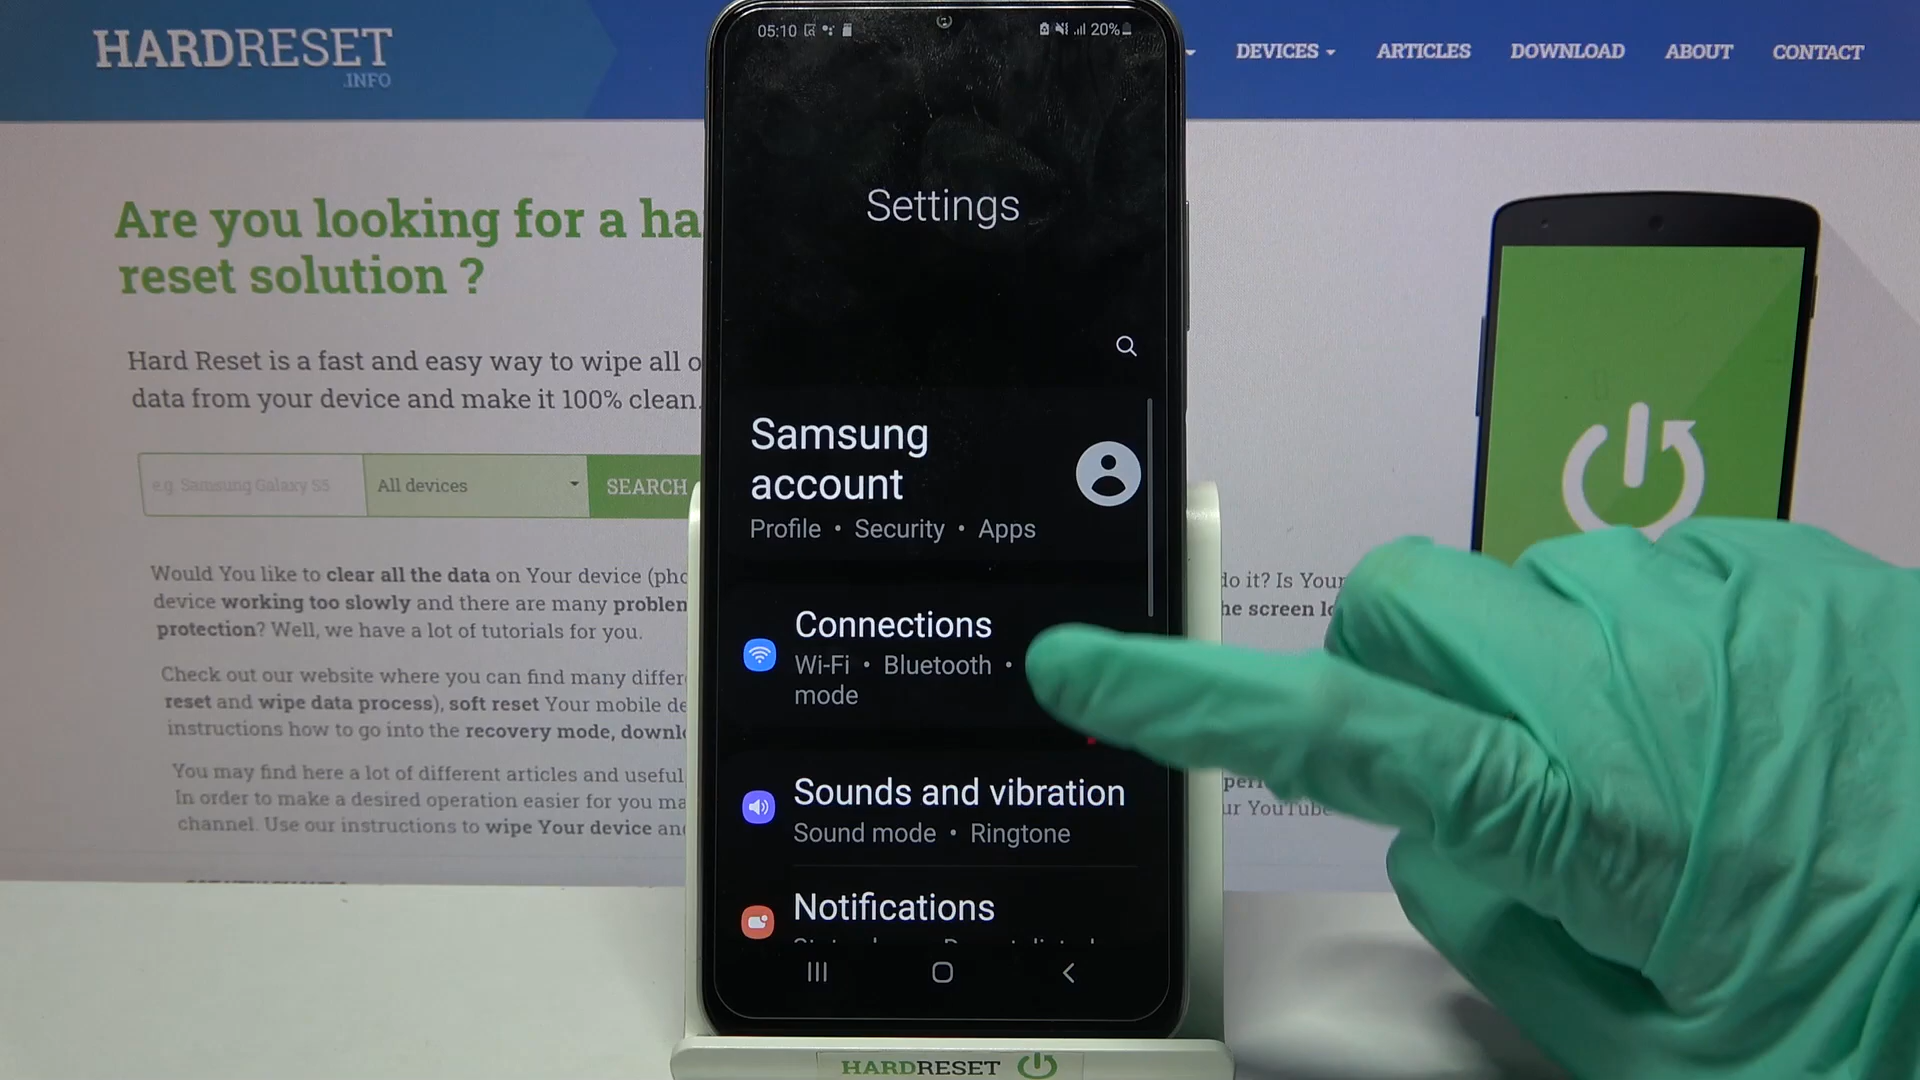 HARDRESET
.INFO
DEVICES
ARTICLES
DOWNLOAD
ABOUT
CONTACT
Are you looking for a ha
reset solution ?
Hard Reset is a fast and easy way to wipe all o
data from your device and make it 100% clean.
e.g. Samsung Galaxy S5
All devices
SEARCH
Would You like to clear all the data on Your device (pho
device working too slowly and there are many problem
protection? Well, we have a lot of tutorials for you.
Check out our website where you can find many differ
reset and wipe data process), soft reset Your mobile de
instructions how to go into the recovery mode, downl
You may find here a lot of different articles and useful
In order to make a desired operation easier for you ma
channel. Use our instructions to wipe Your device an
do it? Is Your
he screen lo
ur YouTube
05:10
20%
Settings
Samsung
account
Profile • Security • Apps
Connections
Wi-Fi • Bluetooth •
mode
Sounds and vibration
Sound mode • Ringtone
Notifications
HARDRESET